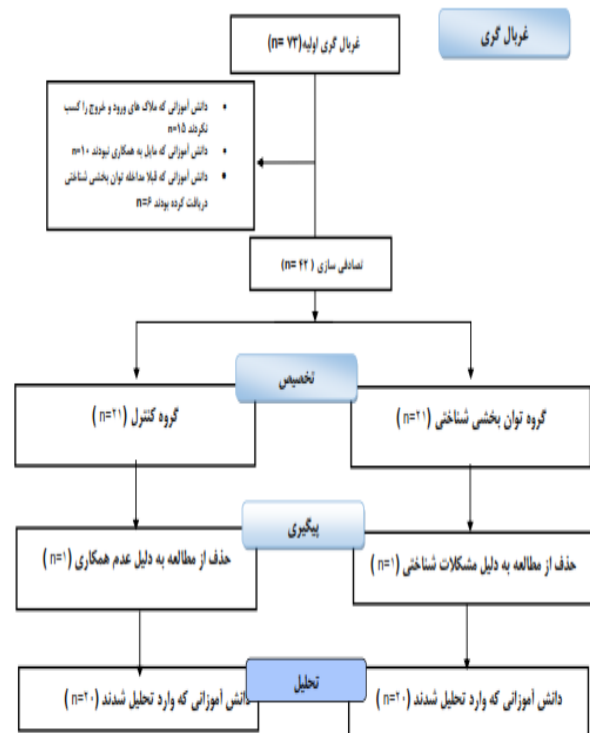 غربال گری
غربال گری اولیه(n= ۷۳)
• دانش آموزانی که ملاک های ورود و خروج را کسب
نکردند n=۱۵
• دانش آموزانی که مایل به همکاری نبودند n=۱۰
• دانش آموزانی که قبلا مداخله توان بخشی شناختی
دریافت کرده بودند n=۶
تصادفی سازی ( n= ۴۲)
تخصیص
گروه توان بخشی شناختی (n=۲۱ )
گروه کنترل (n=۲۱ )
پیگیری
حذف از مطالعه به دلیل مشکلات شناختی (n=۱ )
حذف از مطالعه به دلیل عدم همکاری (n=۱ )
تحلیل
دانش آموزانی که وارد تحلیل شدند (n=۲۰ )
دانش آموزانی که وارد تحلیل شدند (n=۲۰ )